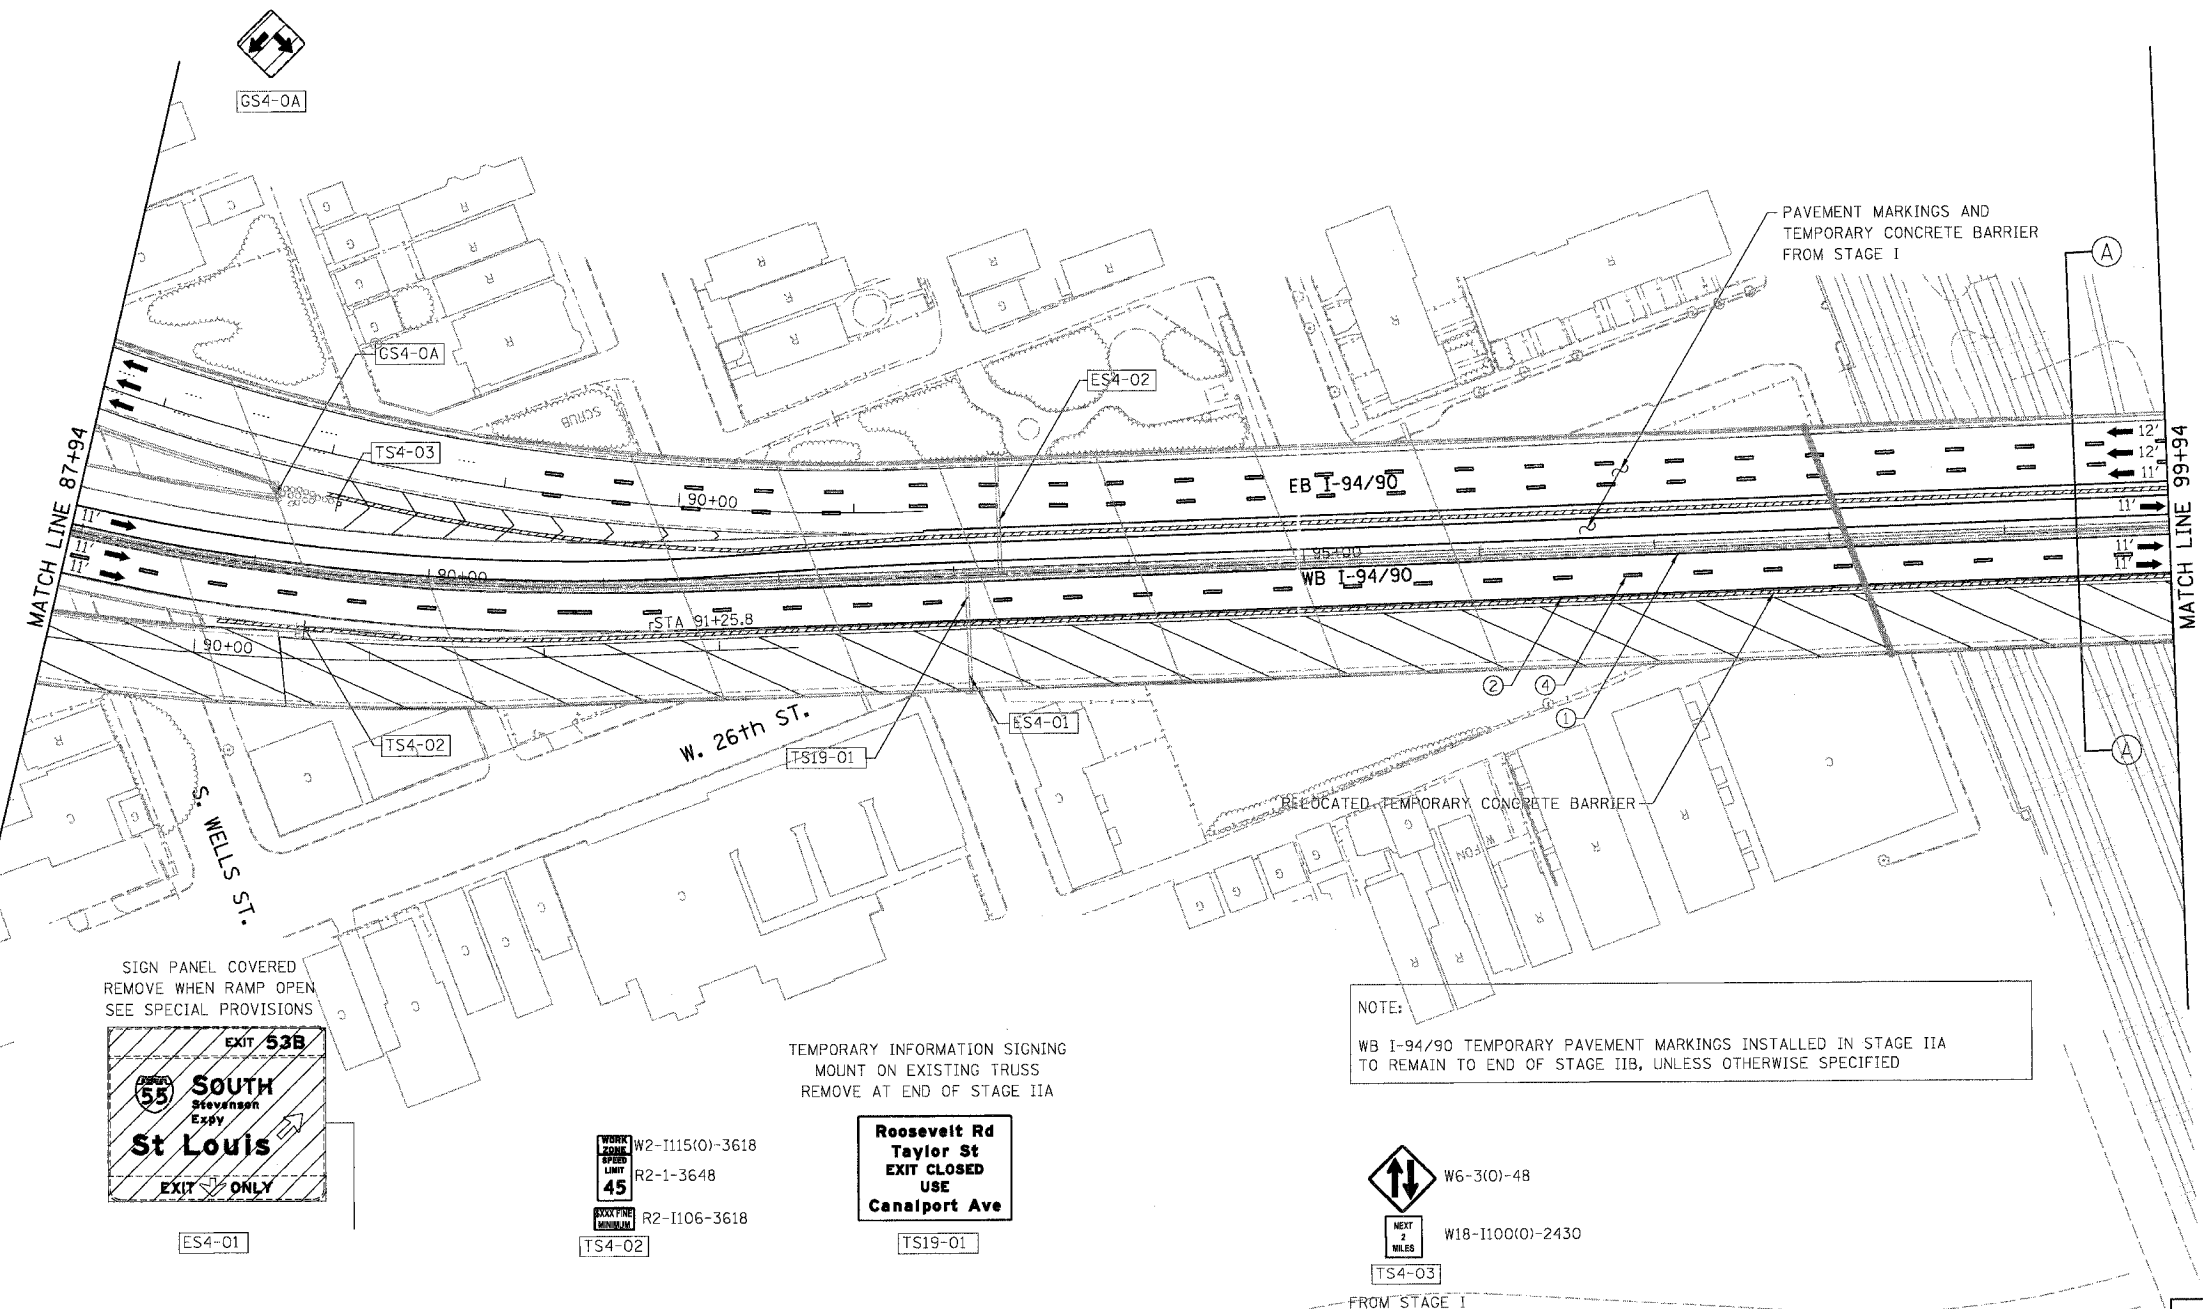 GS4-0A
PAVEMENT MARKINGS AND
TEMPORARY CONCRETE BARRIER
FROM STAGE I
A
MATCH LINE 87+94
MATCH LINE 99+94
GS4-0A
ES4-02
SCRUB
TS4-03
12'
12'
11'
11'
11'
11'
EB I-94/90
90+00
P
11'
11'
11'
95+00
90+00
WB I-94/90
STA 91+25.8
90+00
2
4
1
A
TS4-02
W. 26th ST.
TS19-01
ES4-01
RELOCATED TEMPORARY CONCRETE BARRIER
S. WELLS ST.
SIGN PANEL COVERED
REMOVE WHEN RAMP OPEN
SEE SPECIAL PROVISIONS
EXIT 53B
55
SOUTH
Stevenson
Expy
St Louis
EXIT ONLY
ES4-01
WORK
ZONE
W2-I115(O)-3618
SPEED
LIMIT
45
R2-1-3648
$XXX FINE
MINIMUM
R2-I106-3618
TS4-02
TEMPORARY INFORMATION SIGNING
MOUNT ON EXISTING TRUSS
REMOVE AT END OF STAGE IIA
Roosevelt Rd
Taylor St
EXIT CLOSED
USE
Canalport Ave
TS19-01
NOTE:
WB I-94/90 TEMPORARY PAVEMENT MARKINGS INSTALLED IN STAGE IIA
TO REMAIN TO END OF STAGE IIB, UNLESS OTHERWISE SPECIFIED
W6-3(O)-48
NEXT
2
MILES
W18-I100(O)-2430
TS4-03
FROM STAGE I